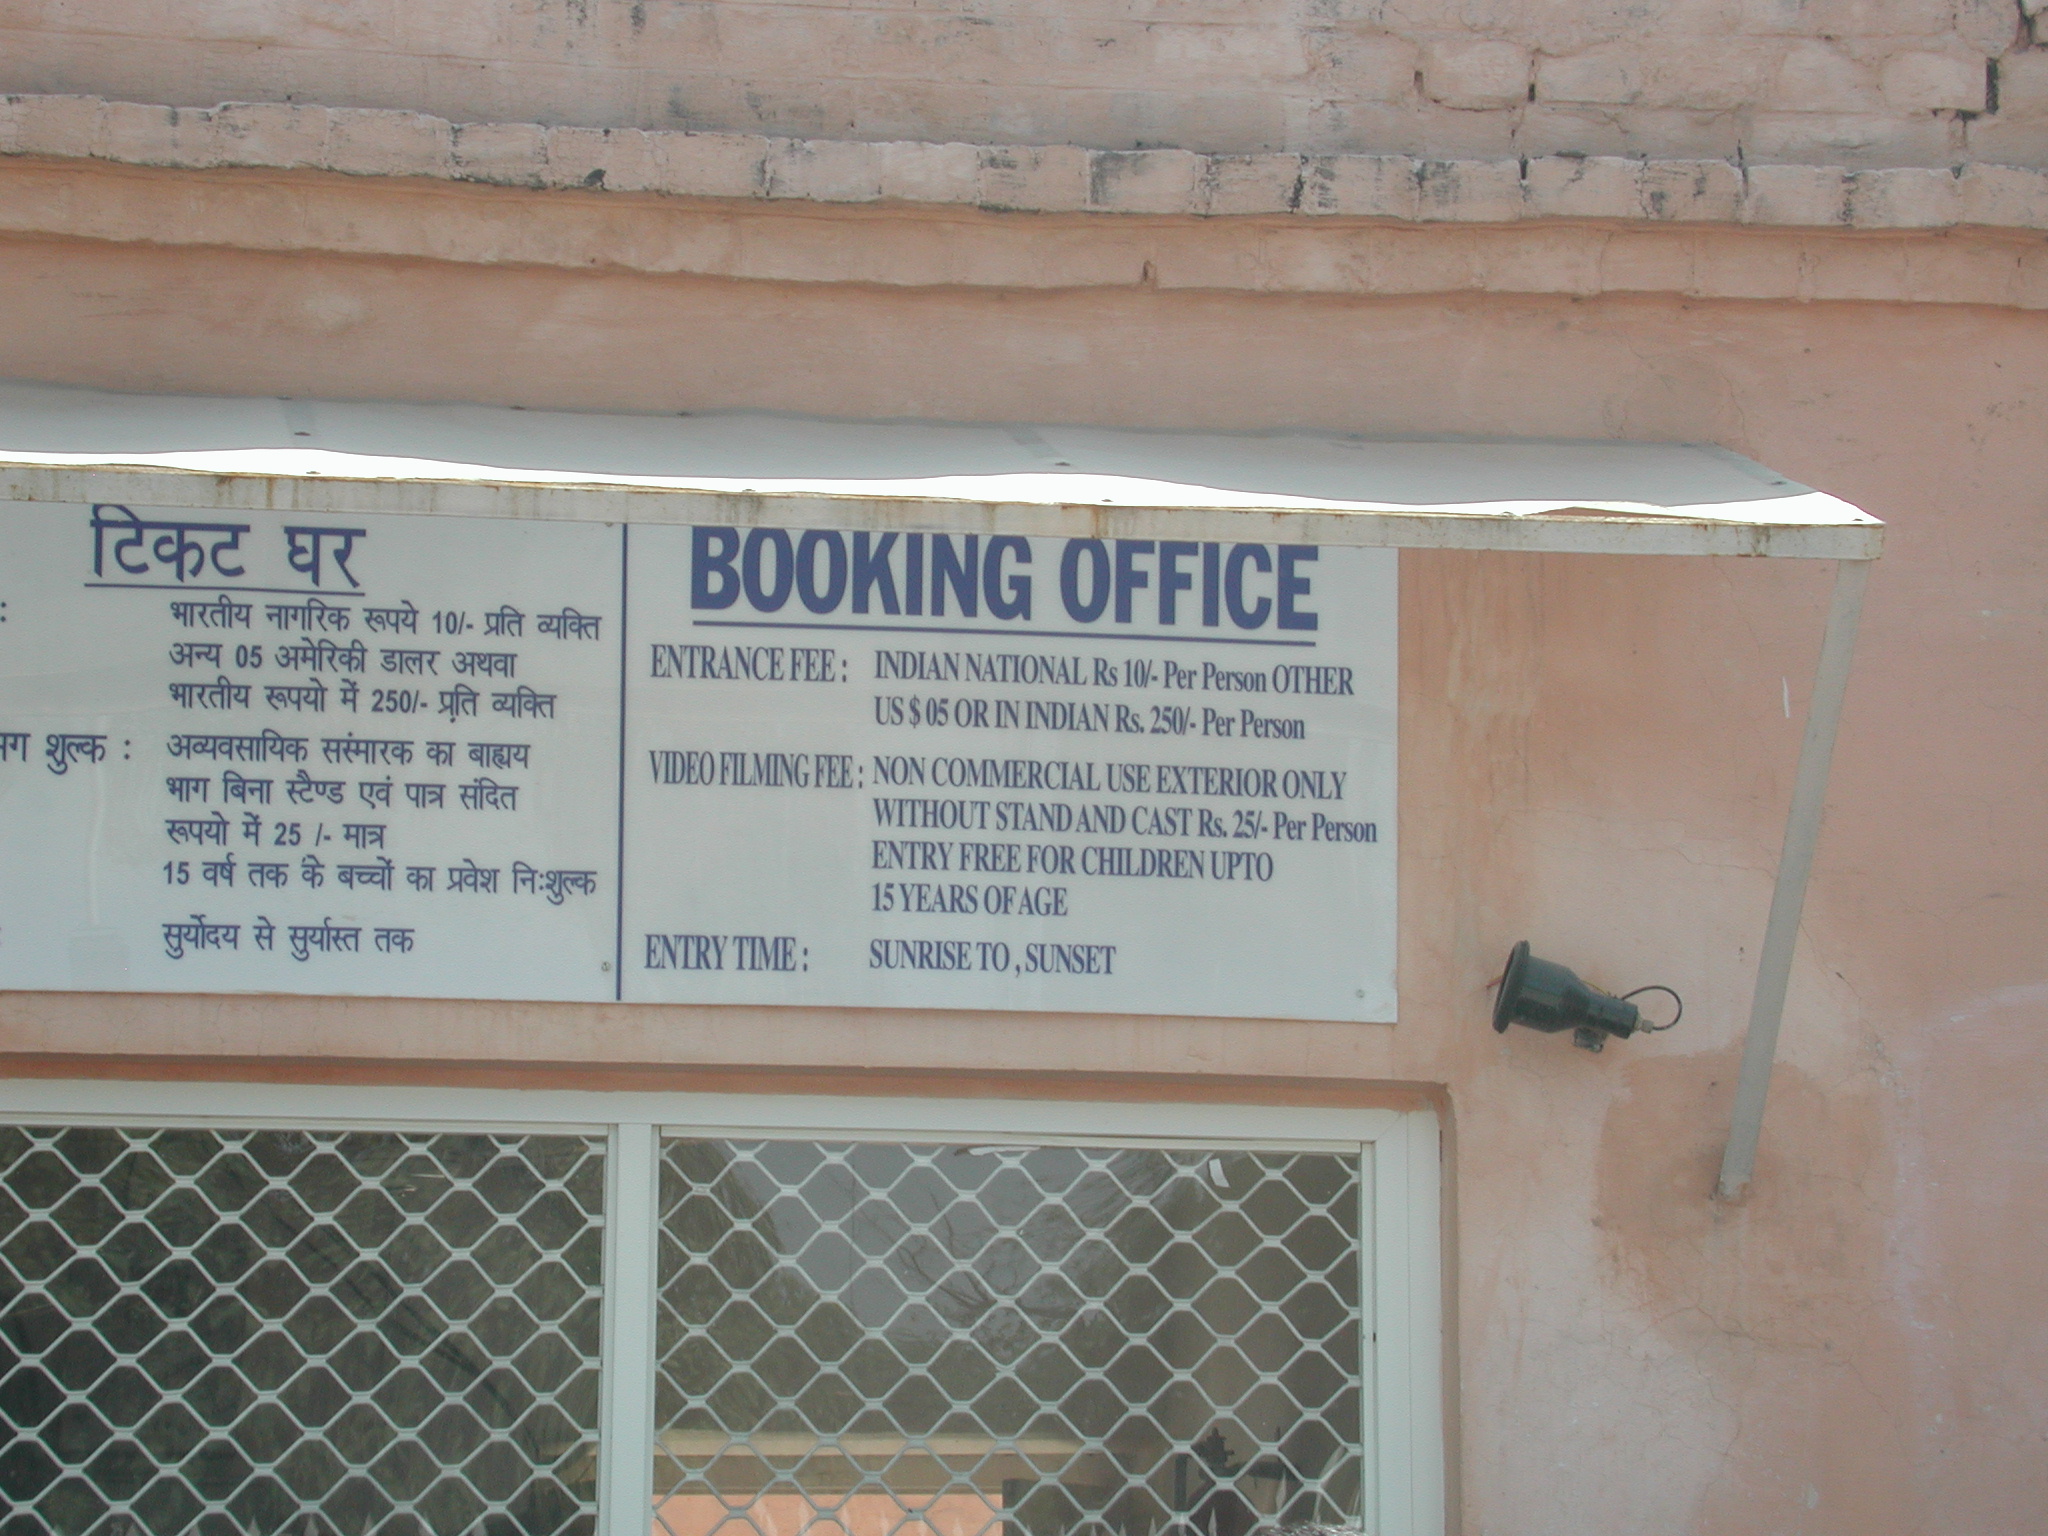 टिकट घर
: भारतीय नागरिक रूपये 10/- प्रति व्यक्ति
अन्य 05 अमेरिकी डालर अथवा
भारतीय रूपयो में 250/- प्रति व्यक्ति
शुल्क : अव्यवसायिक सस्ंमारक का बाह्यय
भाग बिना स्टैण्ड एवं पात्र संदित
रूपयो में 25 /- मात्र
15 वर्ष तक के बच्चों का प्रवेश निःशुल्क
: सुर्योदय से सुर्यास्त तक
BOOKING OFFICE
ENTRANCE FEE : INDIAN NATIONAL Rs 10/- Per Person OTHER
US $ 05 OR IN INDIAN Rs. 250/- Per Person
VIDEO FILMING FEE : NON COMMERCIAL USE EXTERIOR ONLY
WITHOUT STAND AND CAST Rs. 25/- Per Person
ENTRY FREE FOR CHILDREN UPTO
15 YEARS OF AGE
ENTRY TIME : SUNRISE TO , SUNSET